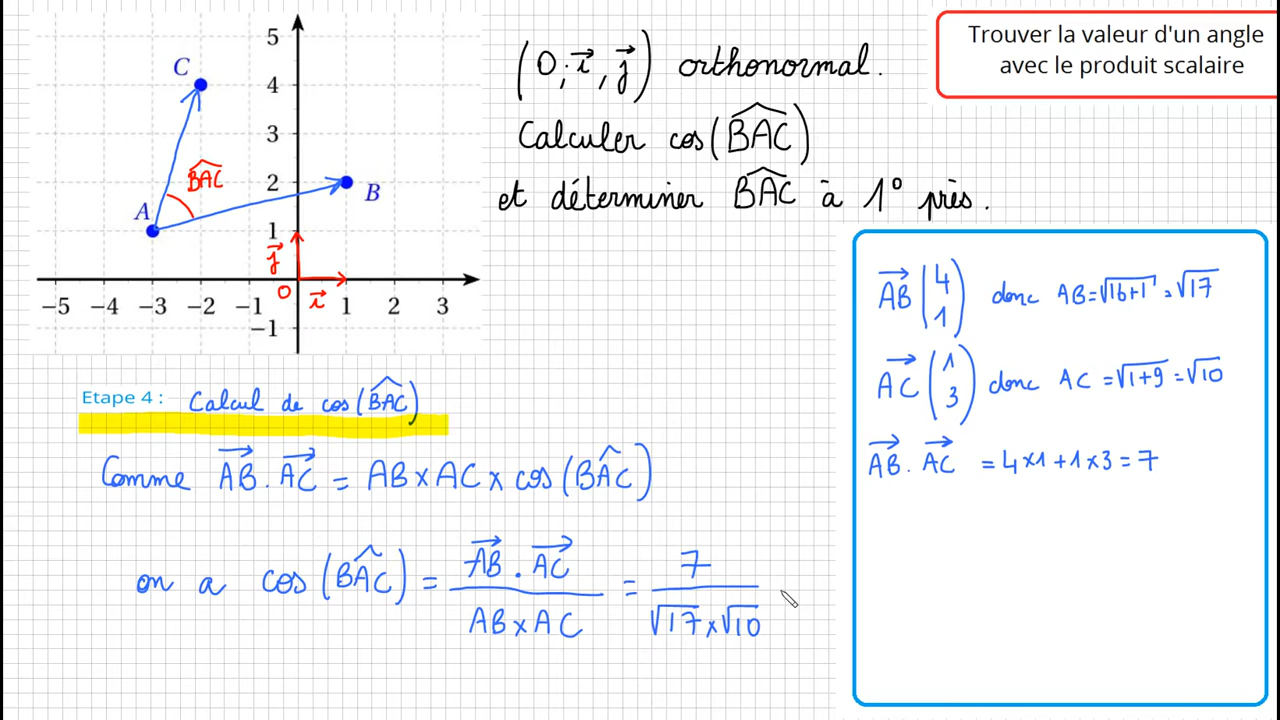 5
C
4
3
BAC
2
B
A
1
j
O
i
−5 −4 −3 −2 −1 1 2 3
−1
(O; i, j) orthonormal.
Calculer cos(BAC)
et déterminer BAC à 1° près.
Trouver la valeur d'un angle
avec le produit scalaire
AB (4 1) donc AB = √16+1 = √17
AC (1 3) donc AC = √1+9 = √10
AB . AC = 4×1+1×3 = 7
Etape 4 : Calcul de cos(BAC)
Comme AB . AC = AB × AC × cos(BAC)
on a cos(BAC) = AB . AC / AB × AC = 7 / √17 × √10